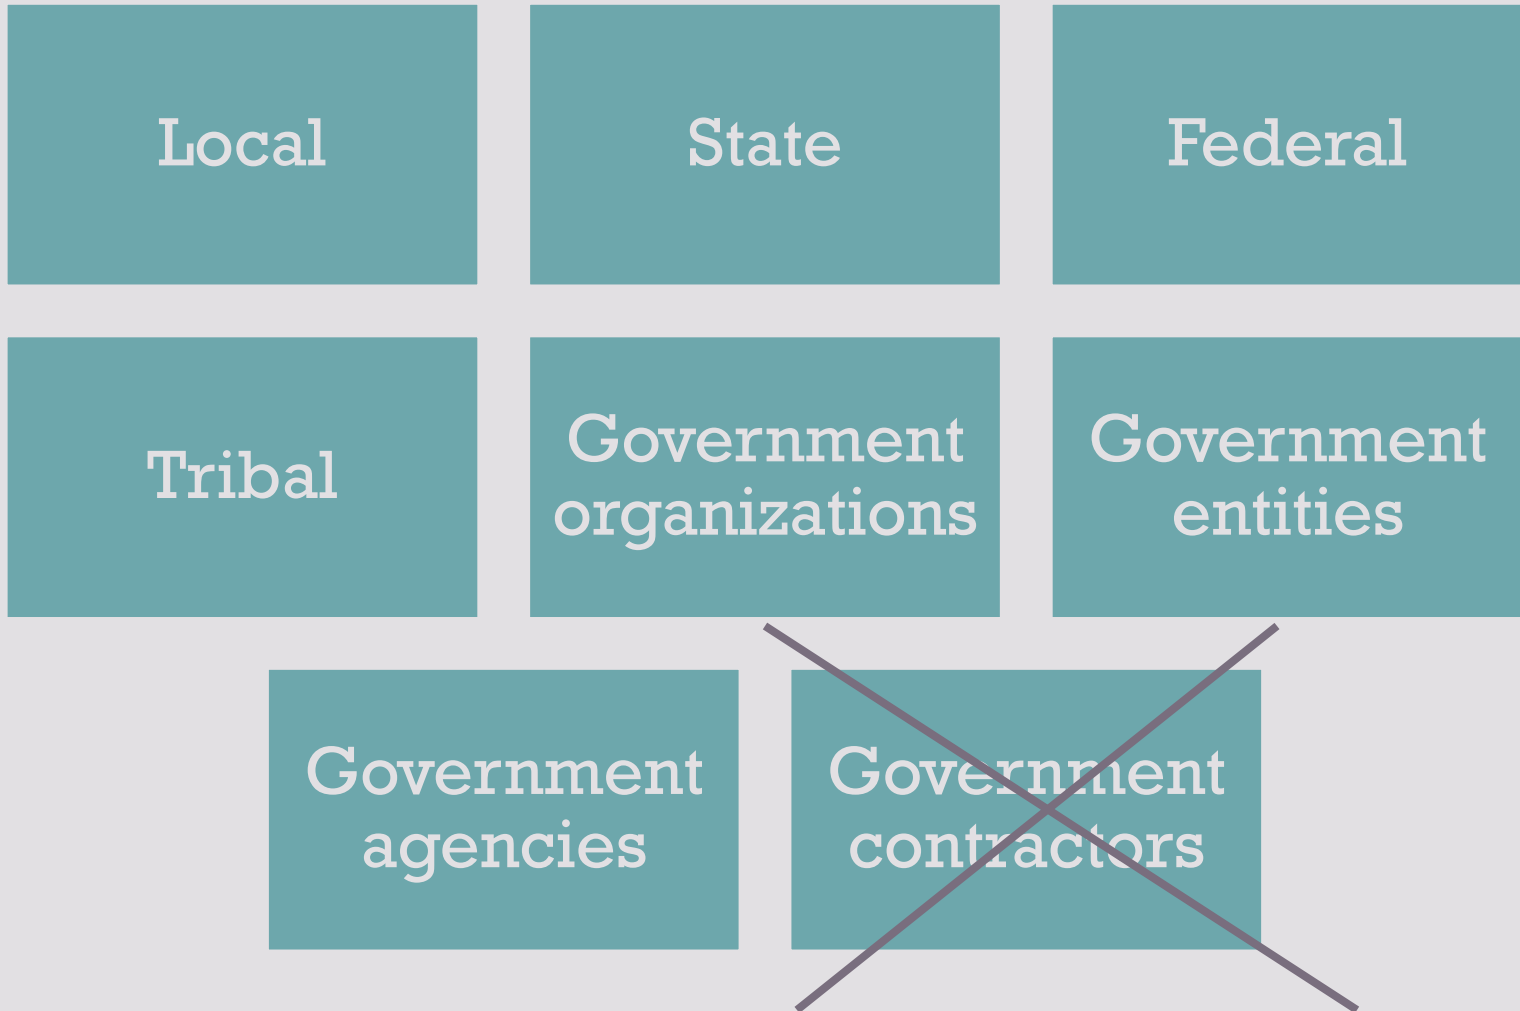 Local
State
Federal
Tribal
Government
organizations
Government
entities
Government
agencies
Government
contractors